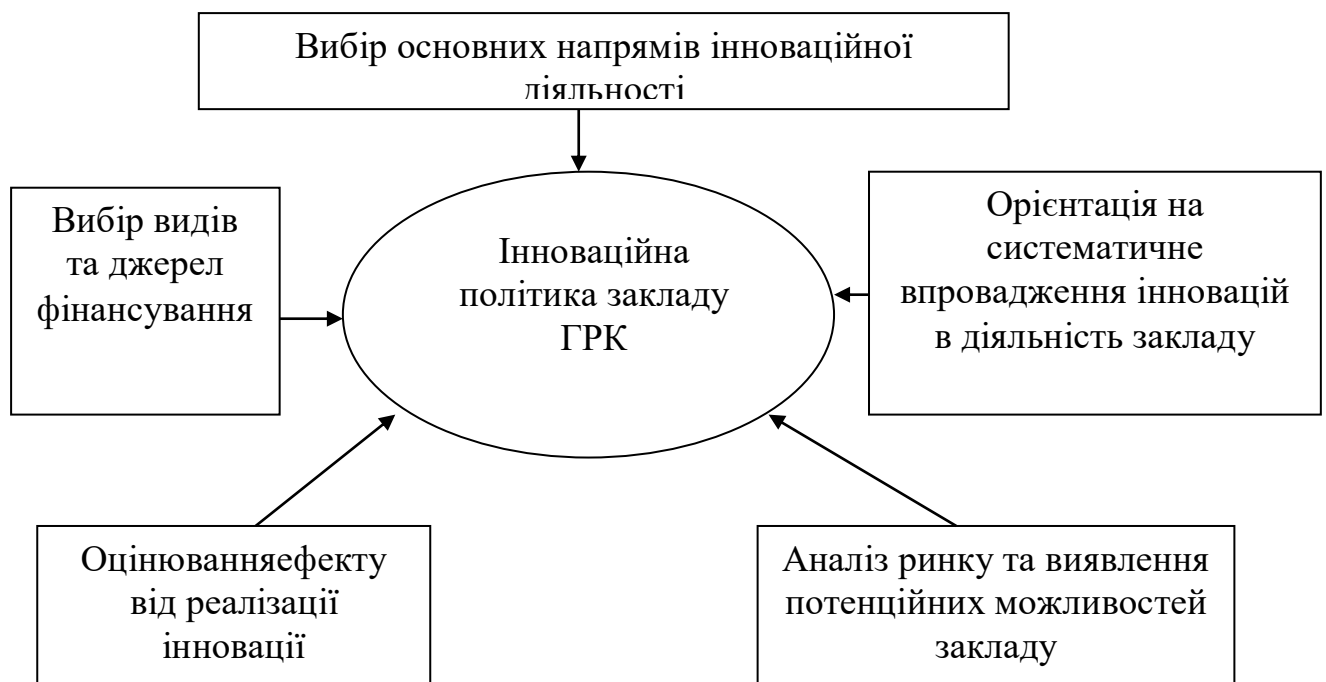 Вибір основних напрямів інноваційної
діяльності
Вибір видів
та джерел
фінансування
Інноваційна
політика закладу
ГРК
Орієнтація на
систематичне
впровадження інновацій
в діяльність закладу
Оцінюванняефекту
від реалізації
інновації
Аналіз ринку та виявлення
потенційних можливостей
закладу